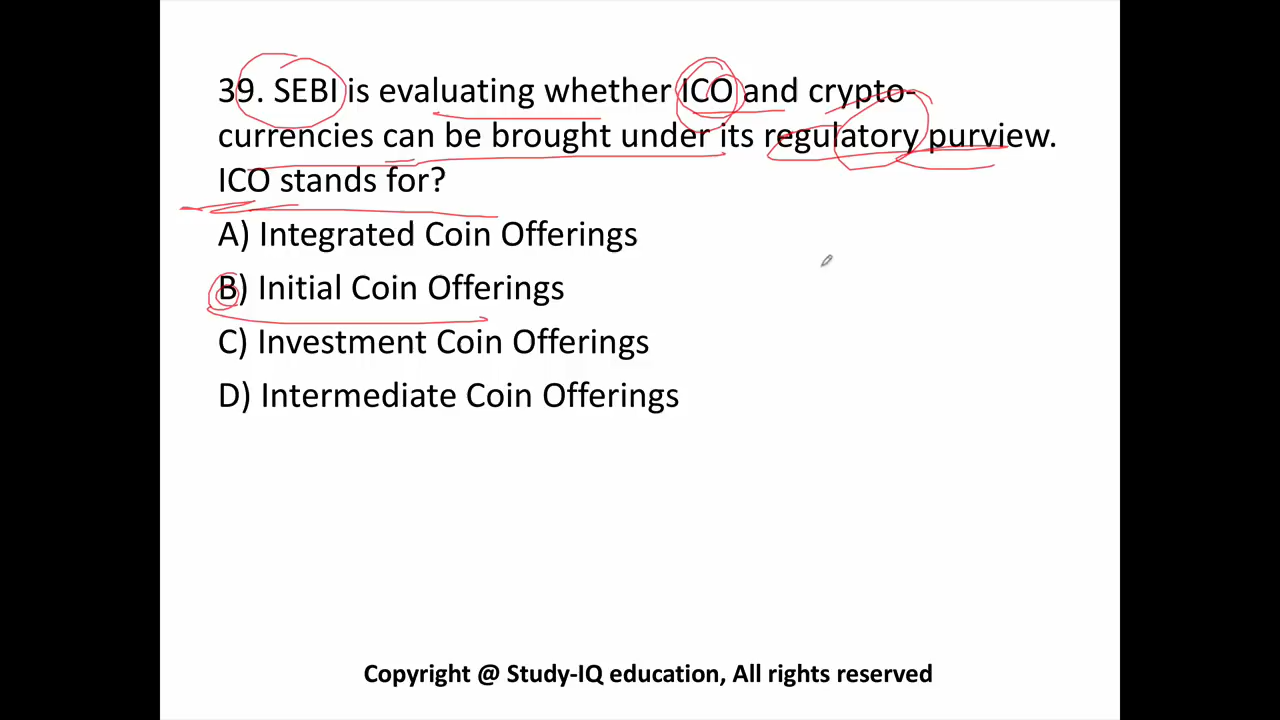 39. SEBI is evaluating whether ICO and crypto-
currencies can be brought under its regulatory purview.
ICO stands for?
A) Integrated Coin Offerings
B) Initial Coin Offerings
C) Investment Coin Offerings
D) Intermediate Coin Offerings
Copyright @ Study-IQ education, All rights reserved